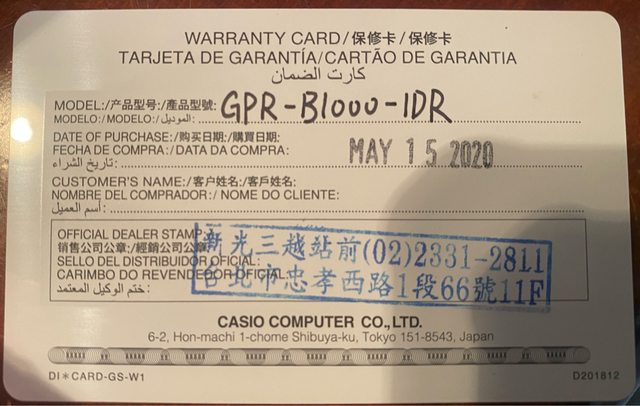 WARRANTY CARD/保修卡/保修卡
TARJETA DE GARANTÍA/CARTÃO DE GARANTIA
كارت الضمان
MODEL:/产品型号:/產品型號: GPR-B1000-1DR
MODELO:/MODELO:/الموديل:
DATE OF PURCHASE:/购买日期:/購買日期:
FECHA DE COMPRA:/DATA DA COMPRA: MAY 15 2020
تاريخ الشراء:
CUSTOMER'S NAME:/客户姓名:/客戶姓名:
NOMBRE DEL COMPRADOR:/NOME DO CLIENTE:
أسم العميل:
OFFICIAL DEALER STAMP:
销售公司公章:/經銷公司公章:
SELLO DEL DISTRIBUIDOR OFICIAL:
CARIMBO DO REVENDEDOR OFICIAL:
ختم الوكيل المعتمد:
新光三越站前(02)2331-2811
台北市忠孝西路1段66號11F
CASIO COMPUTER CO.,LTD.
6-2, Hon-machi 1-chome Shibuya-ku, Tokyo 151-8543, Japan
DI＊CARD-GS-W1
D201812